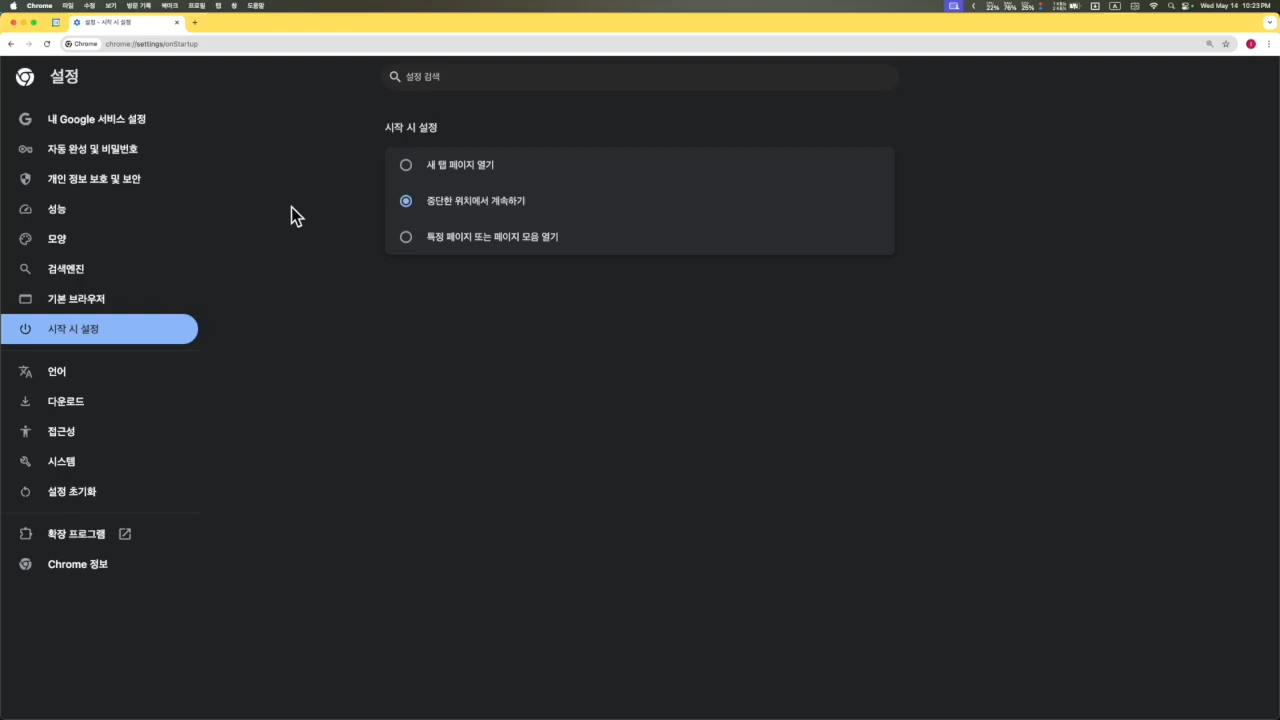 Chrome 파일 수정 보기 방문 기록 북마크 프로필 탭 창 도움말
22% 76% 25% Wed May 14 10:23 PM
설정 - 시작 시 설정
Chrome chrome://settings/onStartup
설정
설정 검색
내 Google 서비스 설정
자동 완성 및 비밀번호
개인 정보 보호 및 보안
성능
모양
검색엔진
기본 브라우저
시작 시 설정
언어
다운로드
접근성
시스템
설정 초기화
확장 프로그램
Chrome 정보
시작 시 설정
새 탭 페이지 열기
중단한 위치에서 계속하기
특정 페이지 또는 페이지 모음 열기